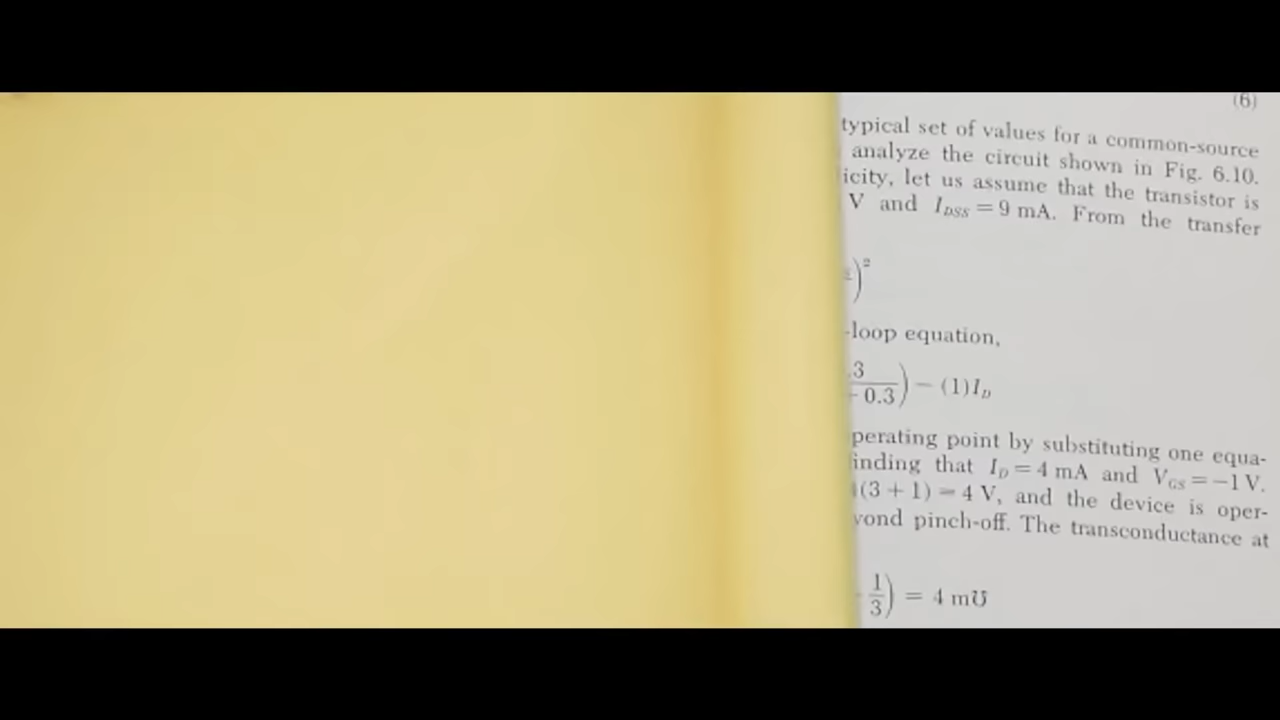 (6)
typical set of values for a common-source
analyze the circuit shown in Fig. 6.10.
icity, let us assume that the transistor is
V and I_DSS = 9 mA. From the transfer
)²
-loop equation,
.3
- 0.3) - (1)I_D
perating point by substituting one equa-
inding that I_D = 4 mA and V_GS = -1 V.
(3 + 1) = 4 V, and the device is oper-
yond pinch-off. The transconductance at
1/3) = 4 m℧